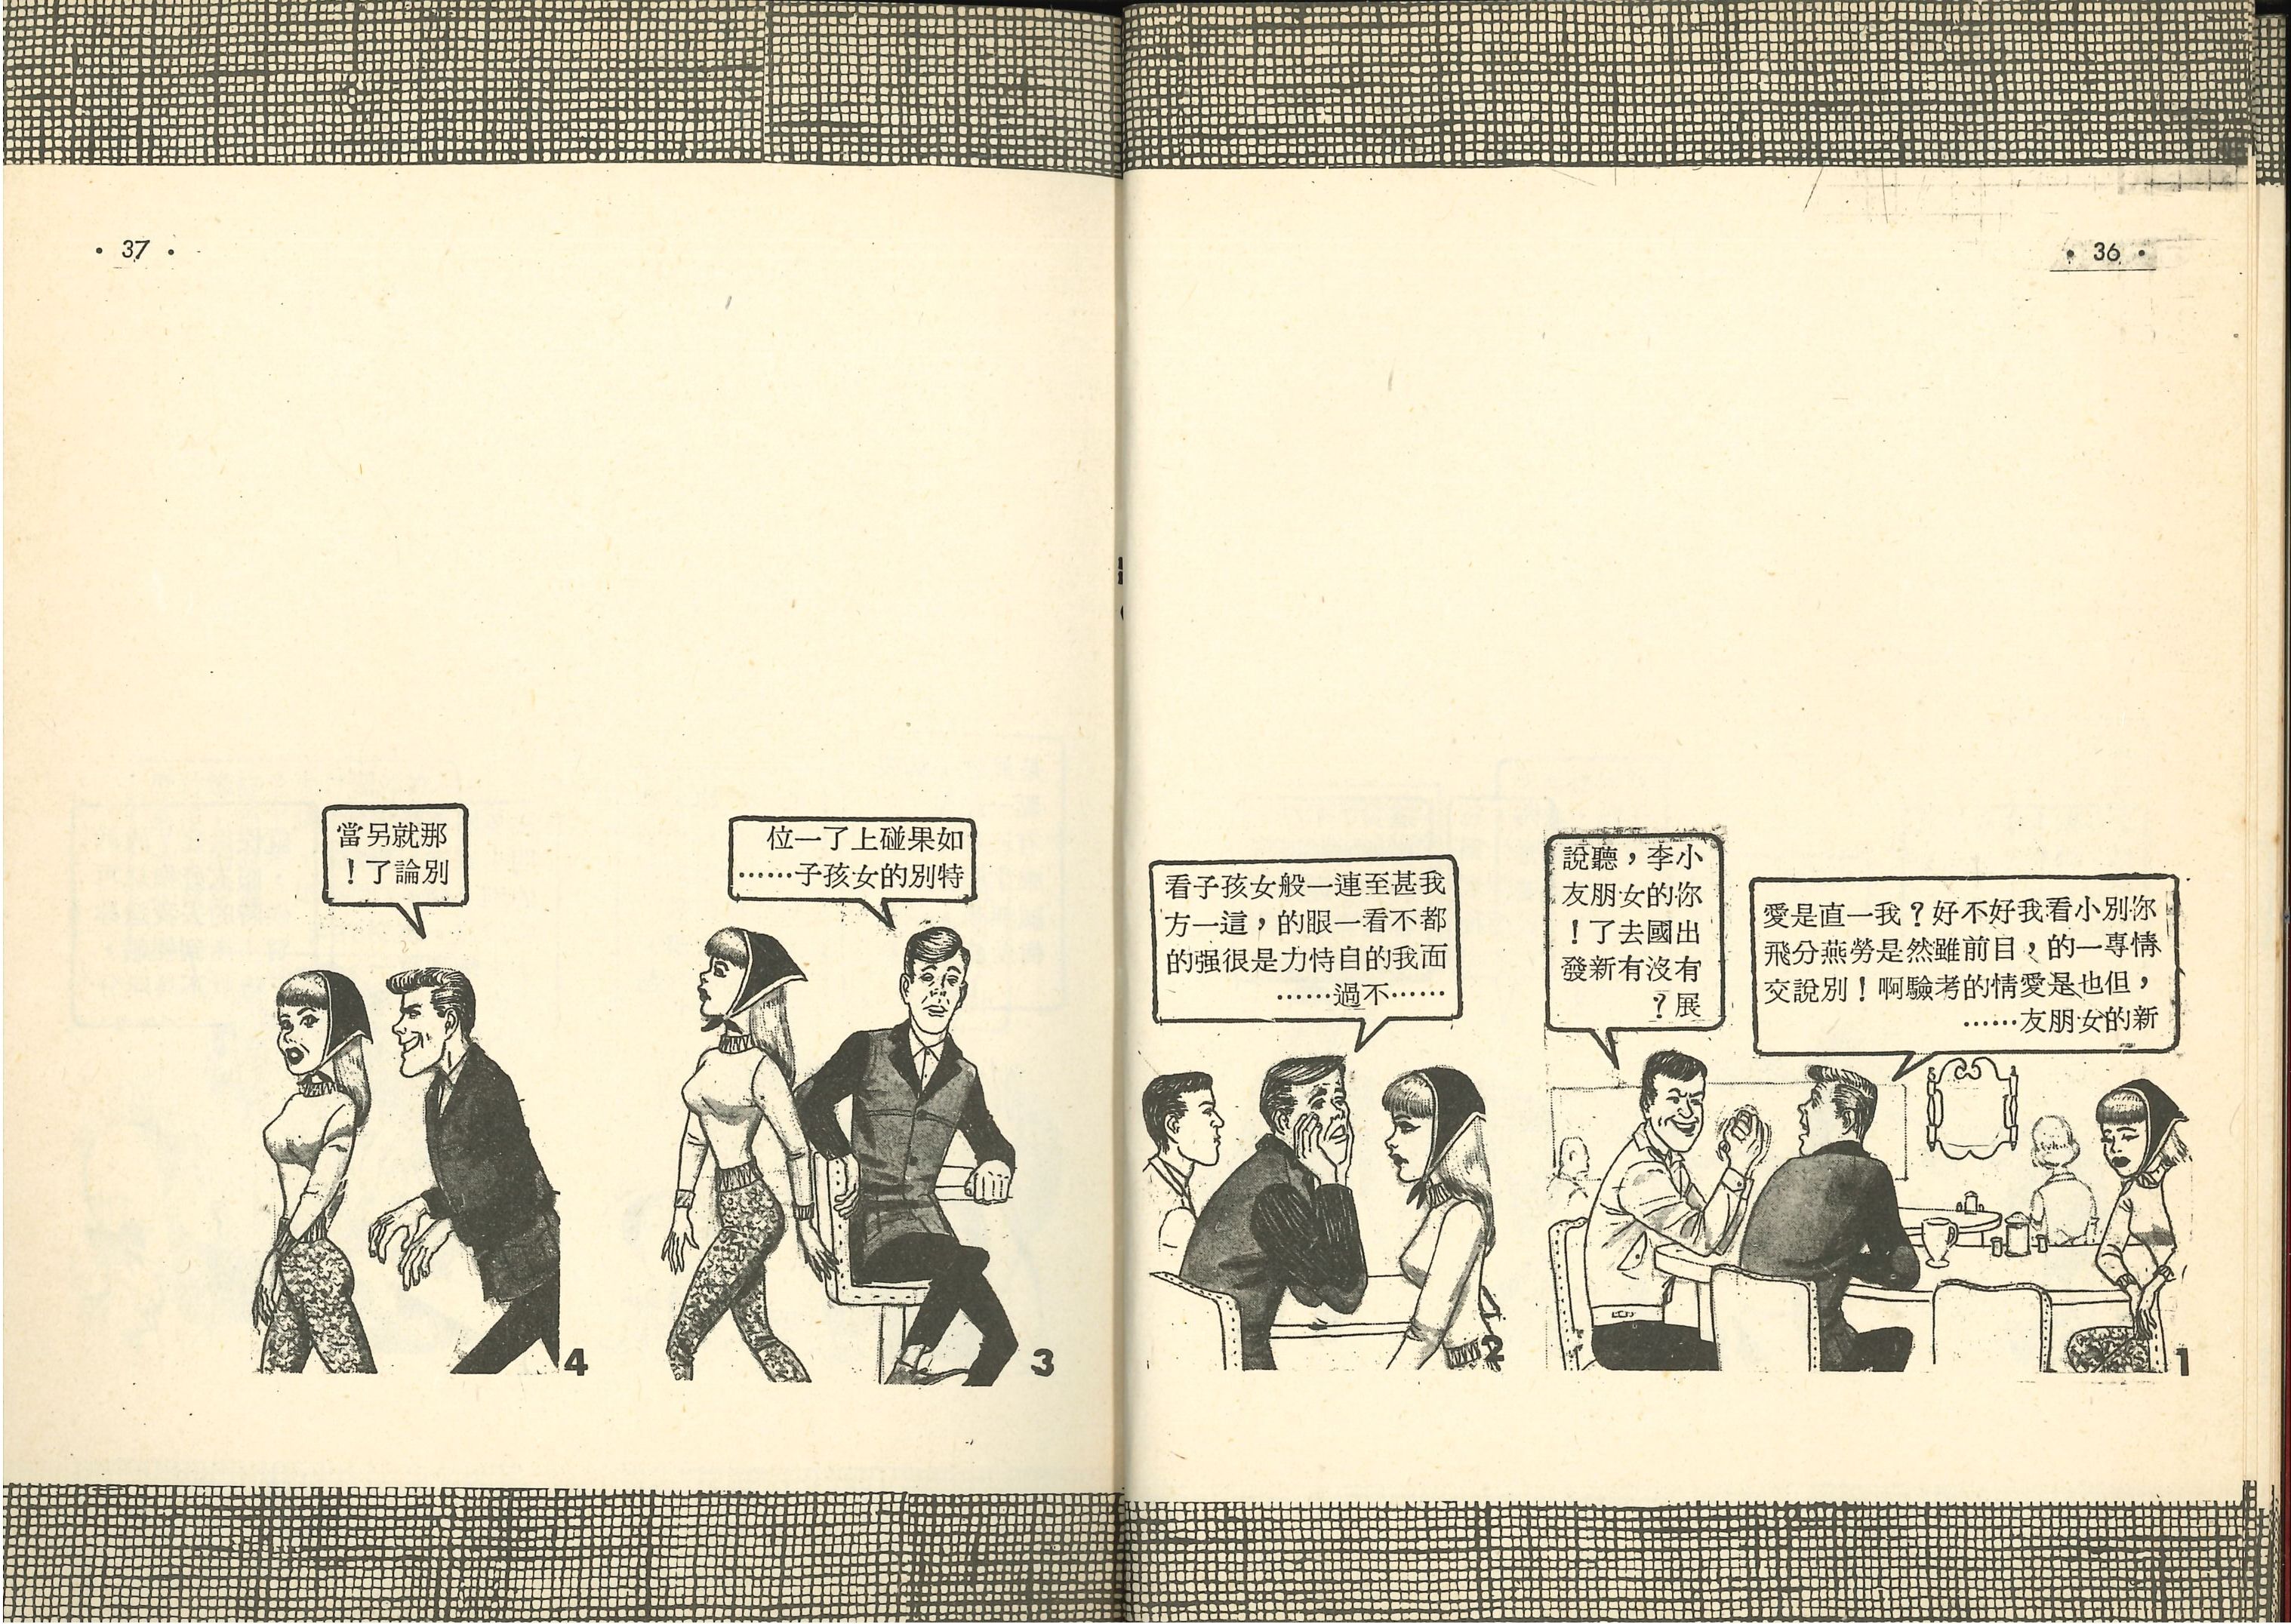 • 36 •
小李，聽說
你的女朋友
出國去了！
有沒有新發
展？
你別小看我好不好？我一直是愛
情專一的，目前雖然是勞燕分飛
，但也是愛情的考驗啊！別說交
新的女朋友……
1
我甚至連一般女孩子看
都不看一眼的，這一方
面我的自恃力是很强的
……不過……
2
• 37 •
如果碰上了一位
特別的女孩子……
3
那就另當
別論了！
4